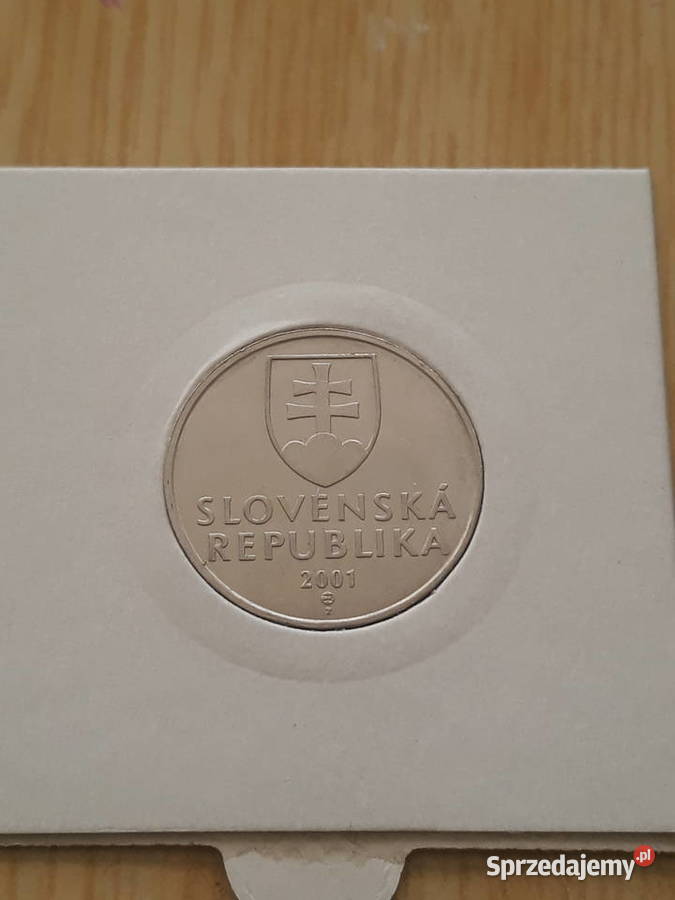 SLOVENSKÁ
REPUBLIKA
2001
Sprzedajemy.pl